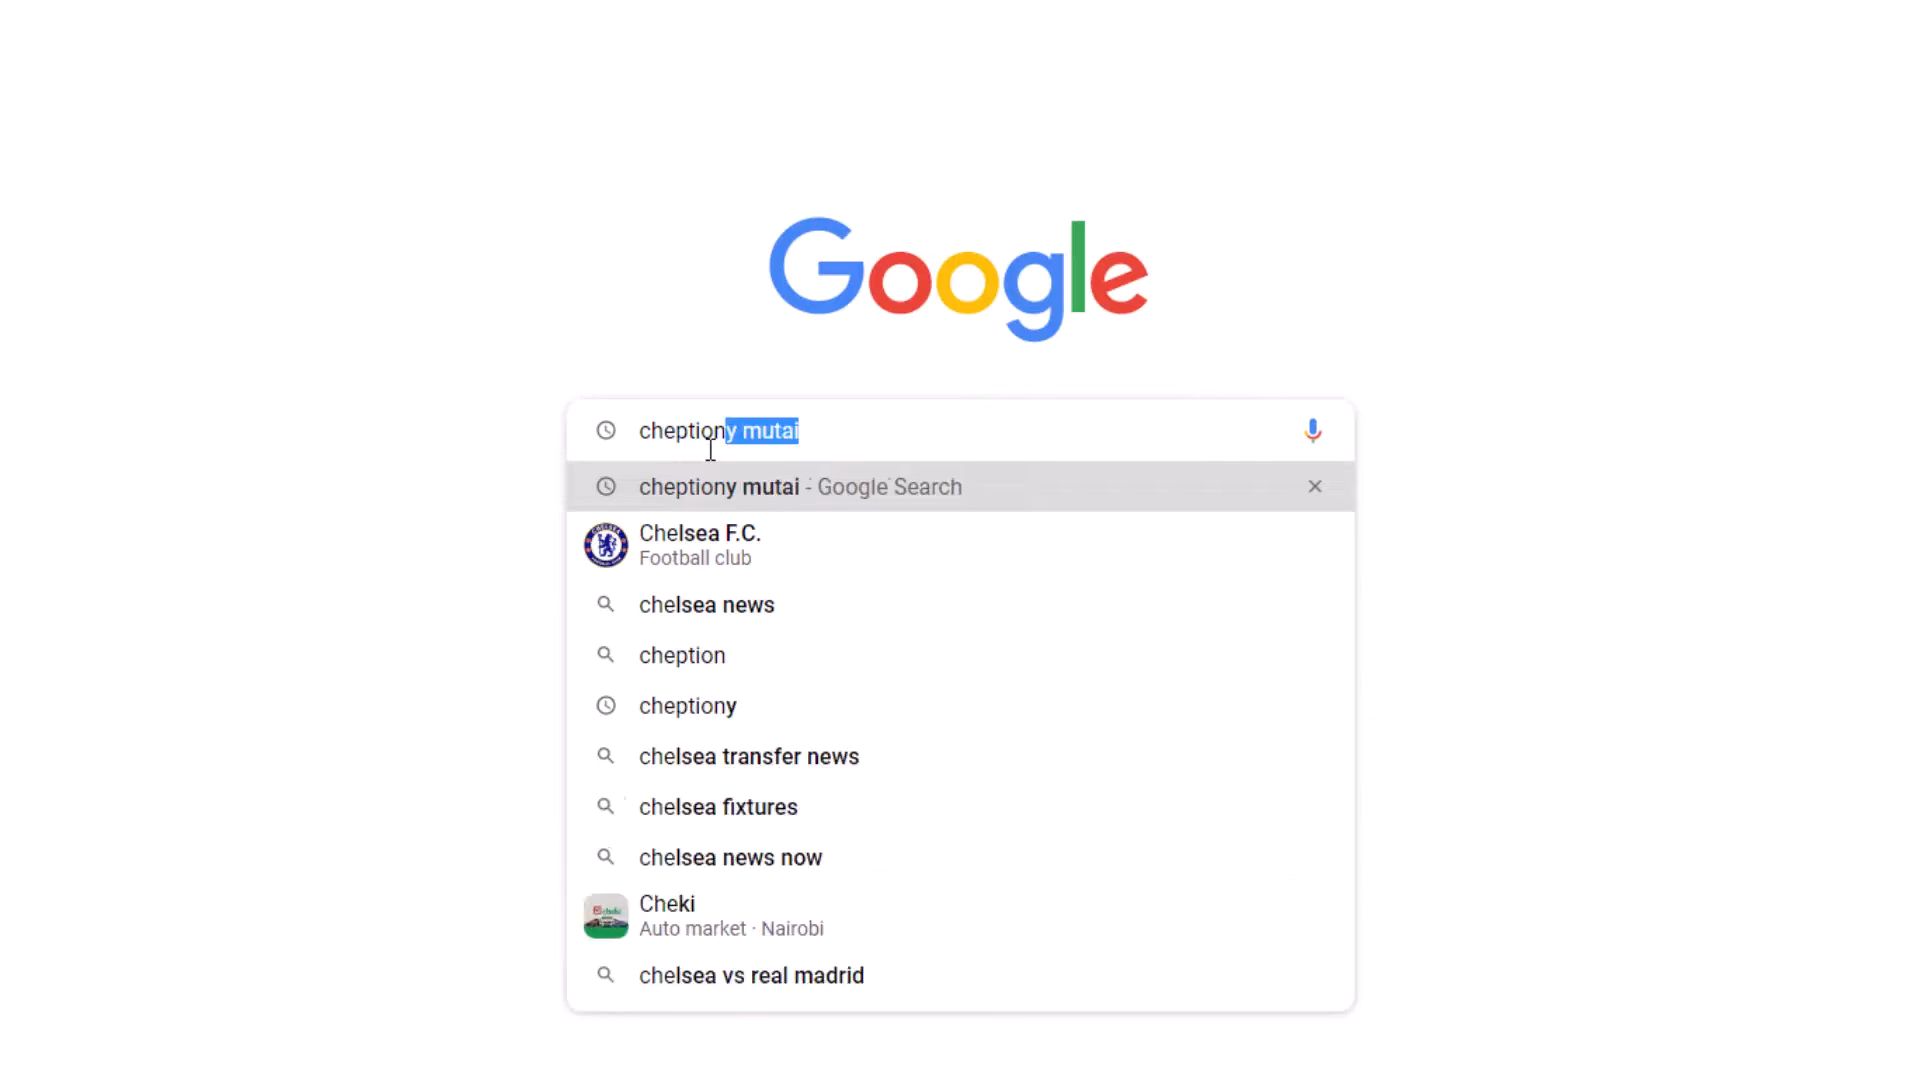 Google
cheptiony mutai
cheptiony mutai - Google Search
Chelsea F.C.
Football club
chelsea news
cheption
cheptiony
chelsea transfer news
chelsea fixtures
chelsea news now
Cheki
Auto market · Nairobi
chelsea vs real madrid